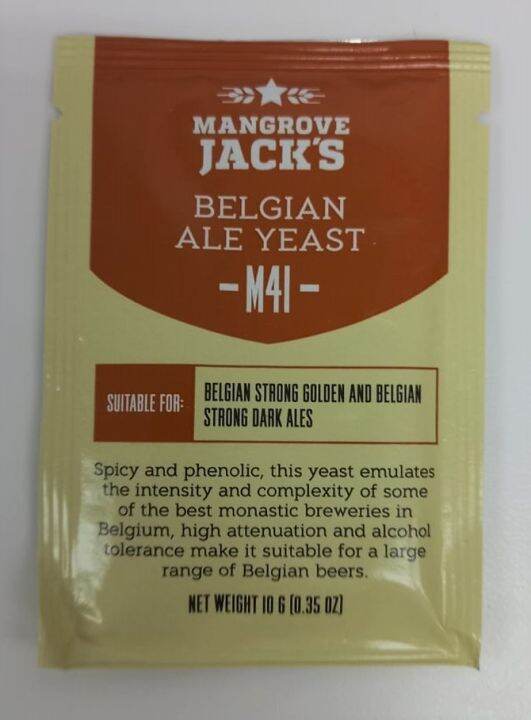 MANGROVE
JACK'S
BELGIAN
ALE YEAST
- M41 -
SUITABLE FOR:
BELGIAN STRONG GOLDEN AND BELGIAN
STRONG DARK ALES
Spicy and phenolic, this yeast emulates
the intensity and complexity of some
of the best monastic breweries in
Belgium, high attenuation and alcohol
tolerance make it suitable for a large
range of Belgian beers.
NET WEIGHT 10 G (0.35 OZ)